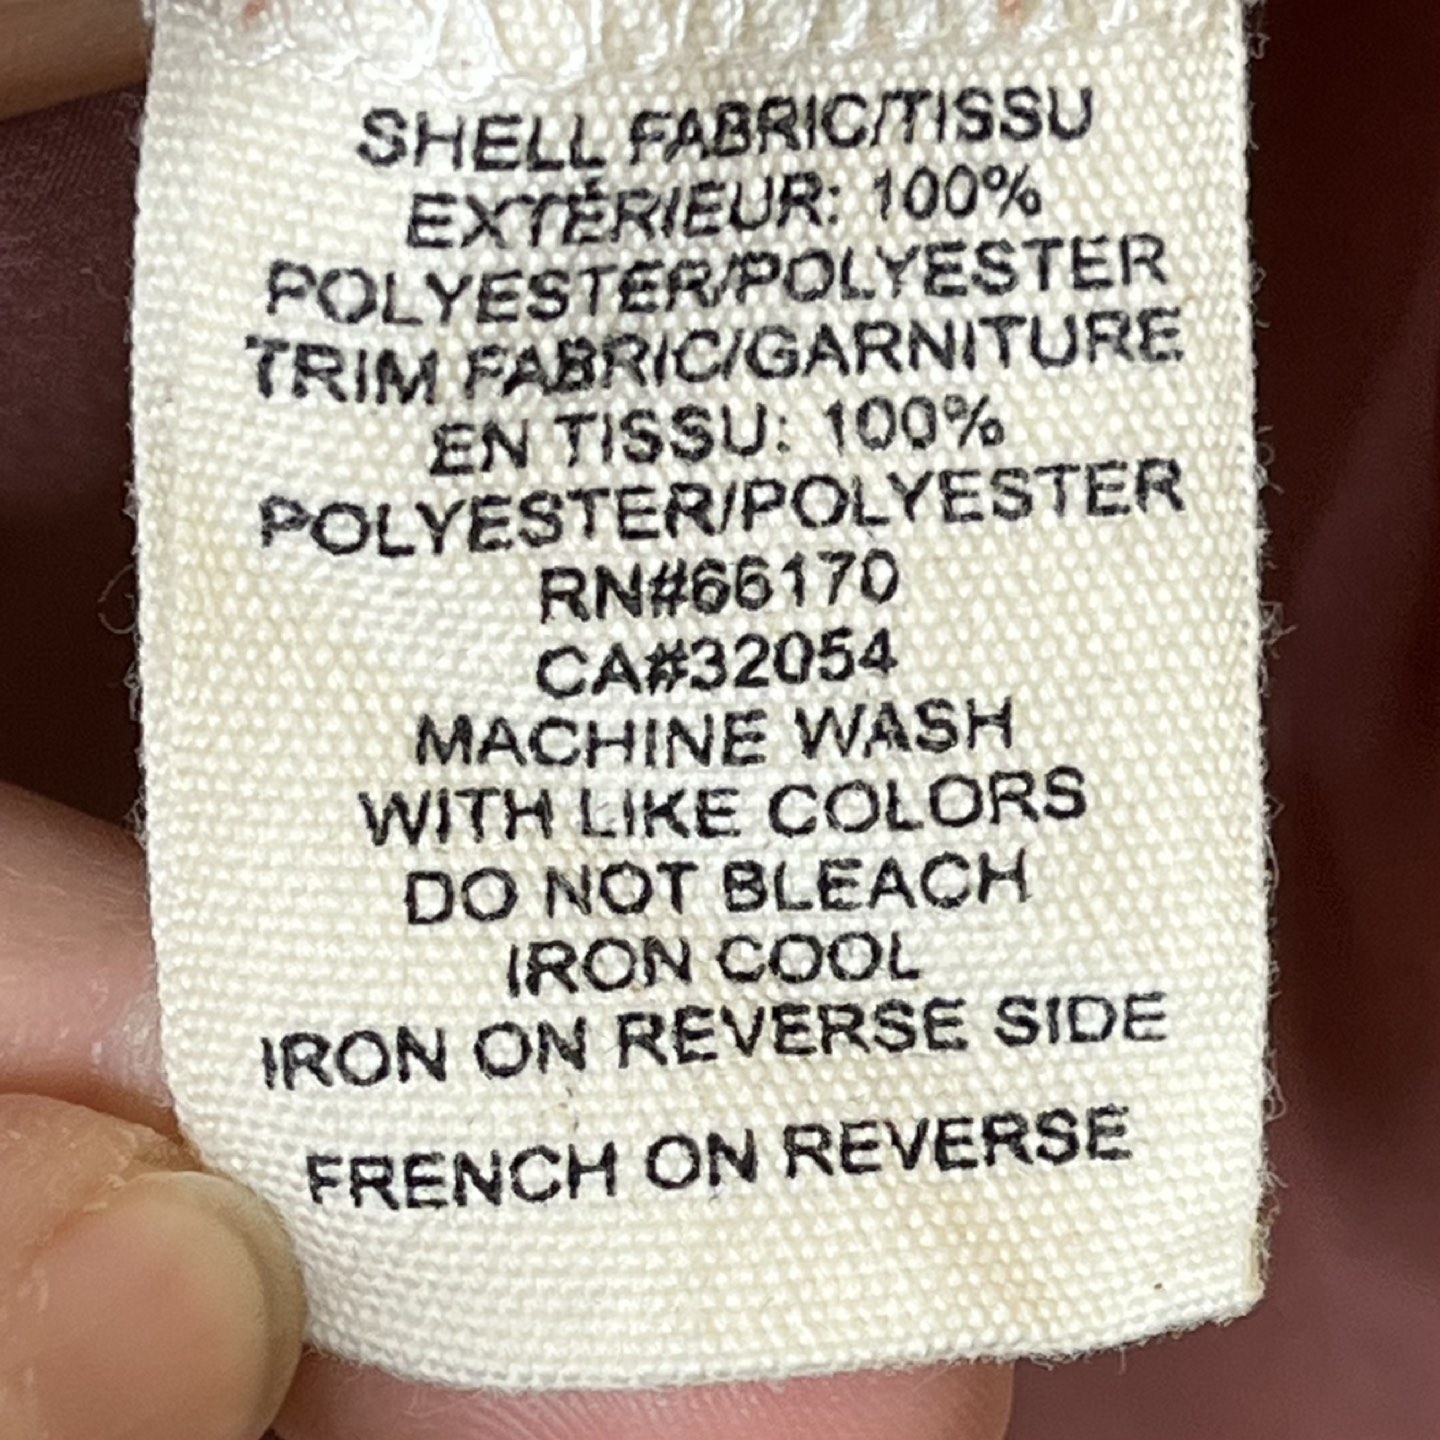 SHELL FABRIC/TISSU
EXTÉRIEUR: 100%
POLYESTER/POLYESTER
TRIM FABRIC/GARNITURE
EN TISSU: 100%
POLYESTER/POLYESTER
RN#66170
CA#32054
MACHINE WASH
WITH LIKE COLORS
DO NOT BLEACH
IRON COOL
IRON ON REVERSE SIDE
FRENCH ON REVERSE